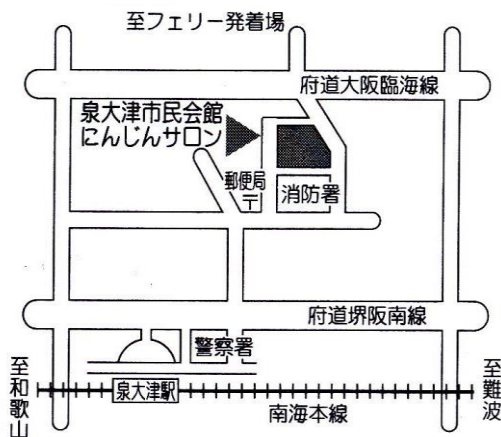 至フェリー発着場
府道大阪臨海線
泉大津市民会館
にんじんサロン
郵便局
〒
消防署
府道堺阪南線
警察署
至和歌山
泉大津駅
南海本線
至難波